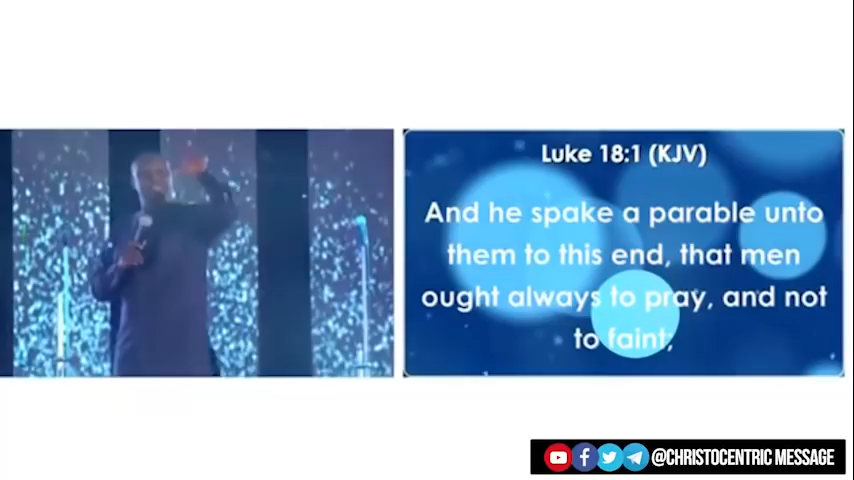 Luke 18:1 (KJV)
And he spake a parable unto
them to this end, that men
ought always to pray, and not
to faint;
@CHRISTOCENTRIC MESSAGE